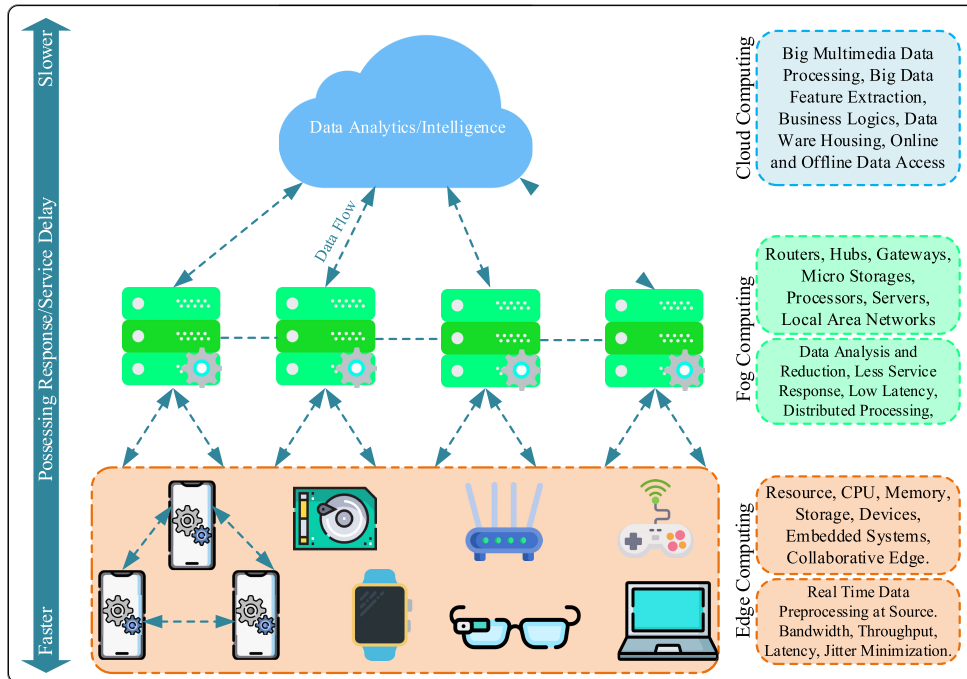 Slower
Possessing Response/Service Delay
Faster
Data Analytics/Intelligence
Data Flow
Cloud Computing
Big Multimedia Data
Processing, Big Data
Feature Extraction,
Business Logics, Data
Ware Housing, Online
and Offline Data Access
Fog Computing
Routers, Hubs, Gateways,
Micro Storages,
Processors, Servers,
Local Area Networks
Data Analysis and
Reduction, Less Service
Response, Low Latency,
Distributed Processing,
Edge Computing
Resource, CPU, Memory,
Storage, Devices,
Embedded Systems,
Collaborative Edge.
Real Time Data
Preprocessing at Source.
Bandwidth, Throughput,
Latency, Jitter Minimization.